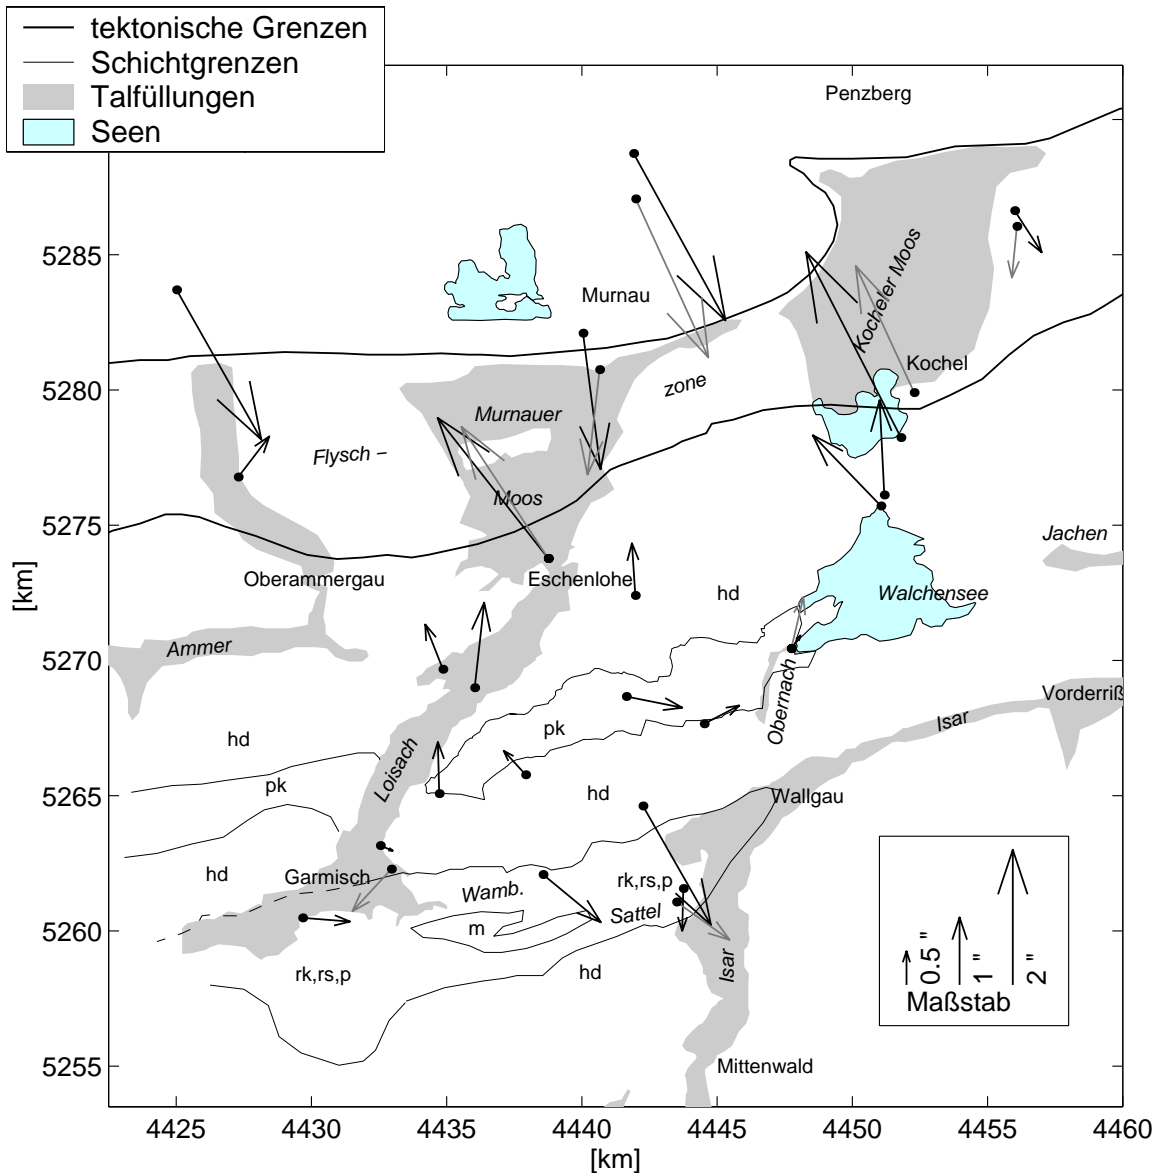 tektonische Grenzen
Schichtgrenzen
Talfüllungen
Seen
Penzberg
5285
Murnau
Kocheler Moos
Kochel
5280
zone
Murnauer
Flysch –
Moos
5275
Jachen
Oberammergau
Eschenlohe
hd
Walchensee
[km]
5270
Ammer
Obernach
Vorderriß
Isar
hd
pk
Loisach
pk
5265
hd
Wallgau
hd
Garmisch
Wamb.
rk,rs,p
Sattel
5260
m
Isar
rk,rs,p
hd
0.5 "
1 "
2 "
Maßstab
5255
Mittenwald
4425 4430 4435 4440 4445 4450 4455 4460
[km]